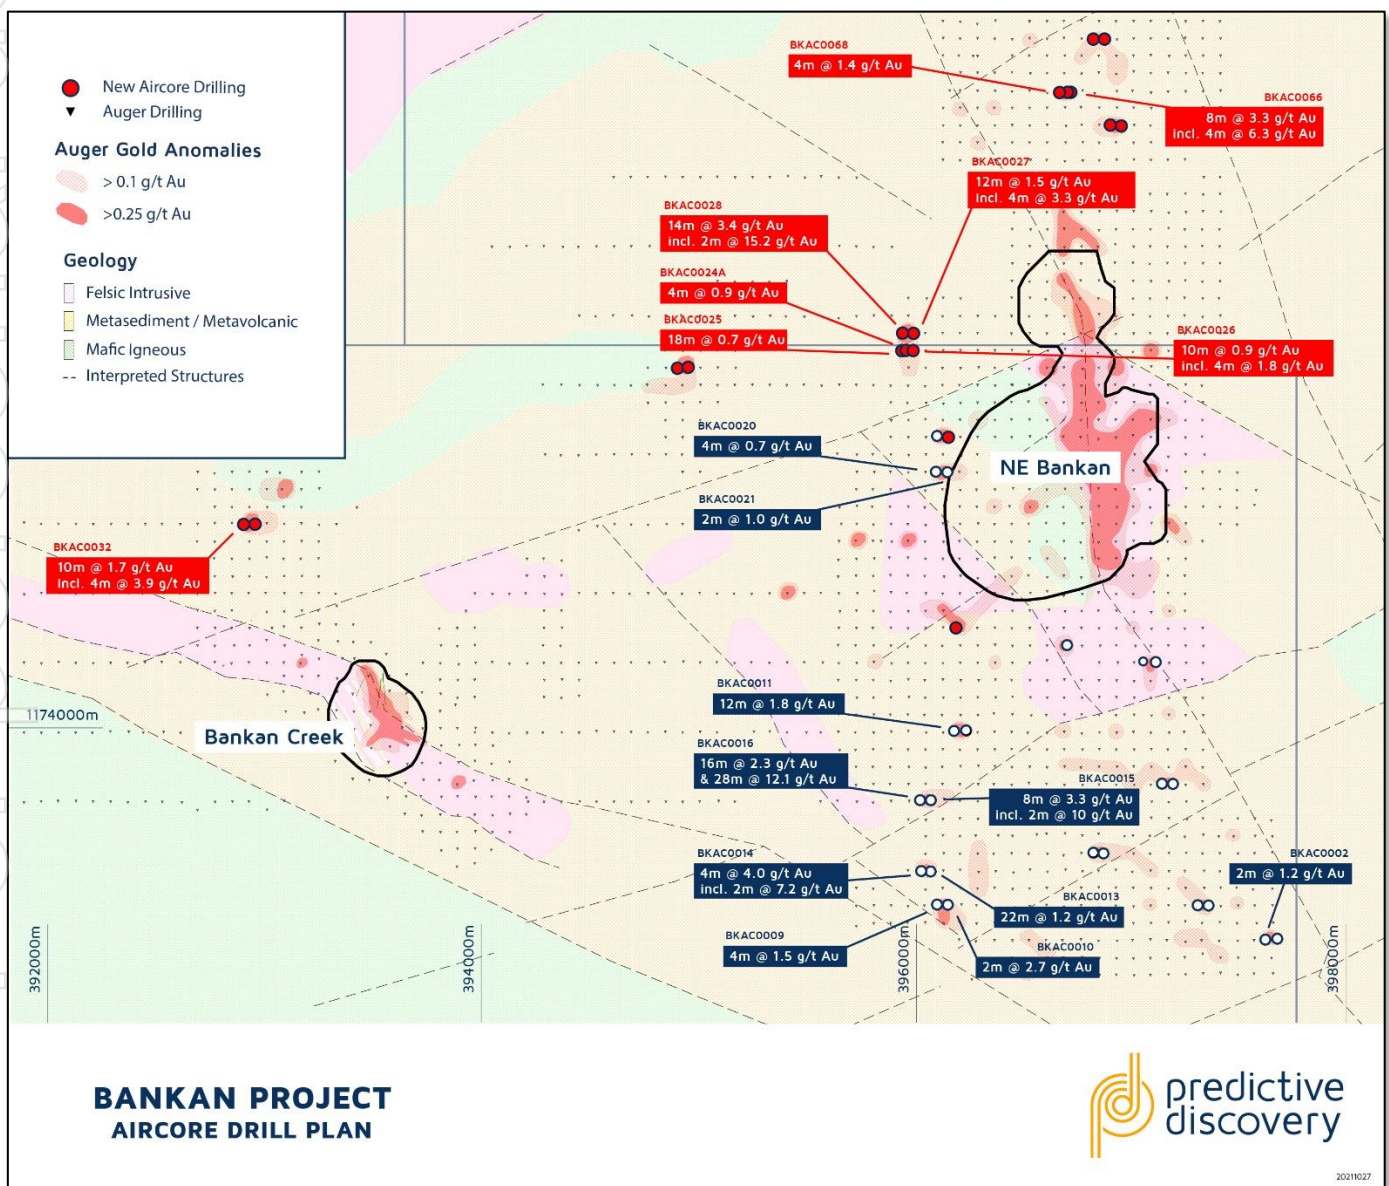 New Aircore Drilling
Auger Drilling
Auger Gold Anomalies
> 0.1 g/t Au
>0.25 g/t Au
Geology
Felsic Intrusive
Metasediment / Metavolcanic
Mafic Igneous
Interpreted Structures
BKAC0068
4m @ 1.4 g/t Au
BKAC0066
8m @ 3.3 g/t Au
incl. 4m @ 6.3 g/t Au
BKAC0027
12m @ 1.5 g/t Au
Incl. 4m @ 3.3 g/t Au
BKAC0028
14m @ 3.4 g/t Au
incl. 2m @ 15.2 g/t Au
BKAC0024A
4m @ 0.9 g/t Au
BKAC0025
18m @ 0.7 g/t Au
BKAC0026
10m @ 0.9 g/t Au
incl. 4m @ 1.8 g/t Au
BKAC0020
4m @ 0.7 g/t Au
NE Bankan
BKAC0021
2m @ 1.0 g/t Au
BKAC0032
10m @ 1.7 g/t Au
Incl. 4m @ 3.9 g/t Au
BKAC0011
12m @ 1.8 g/t Au
1174000m
Bankan Creek
BKAC0016
16m @ 2.3 g/t Au
& 28m @ 12.1 g/t Au
BKAC0015
8m @ 3.3 g/t Au
incl. 2m @ 10 g/t Au
BKAC0014
4m @ 4.0 g/t Au
incl. 2m @ 7.2 g/t Au
BKAC0002
2m @ 1.2 g/t Au
BKAC0013
22m @ 1.2 g/t Au
BKAC0009
4m @ 1.5 g/t Au
BKAC0010
2m @ 2.7 g/t Au
392000m
394000m
396000m
398000m
BANKAN PROJECT
AIRCORE DRILL PLAN
predictive
discovery
20211027